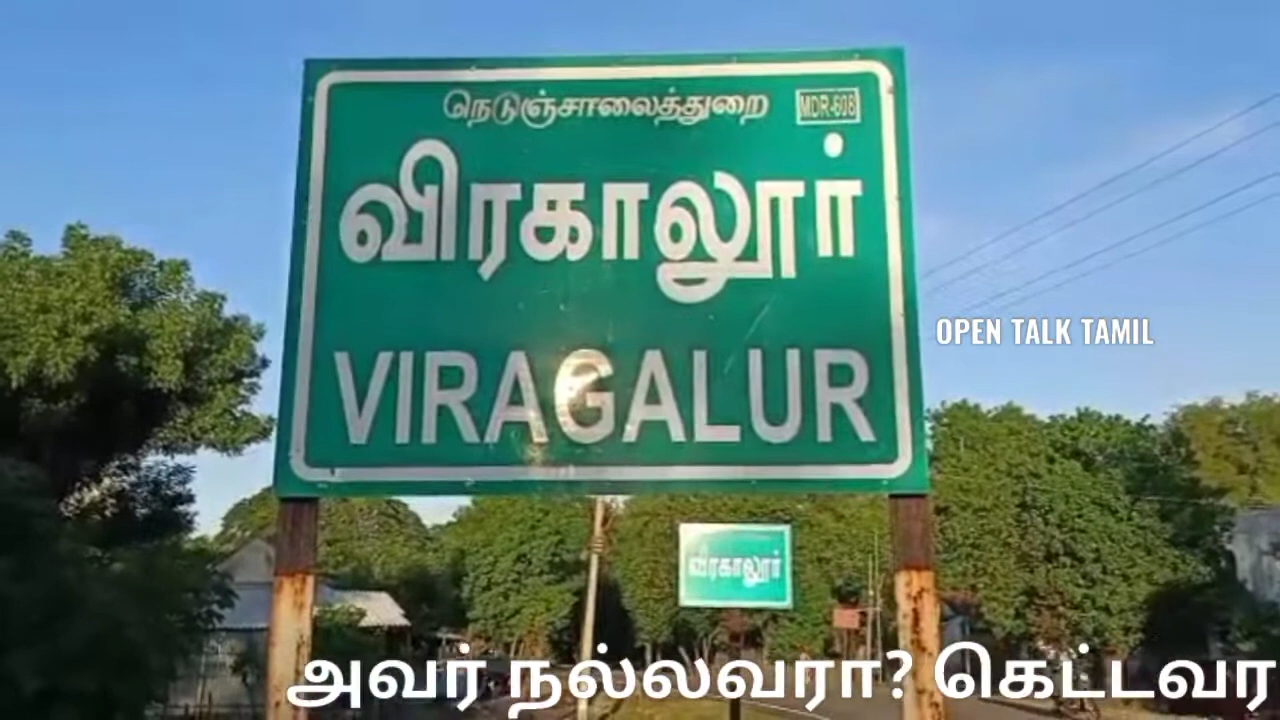 நெடுஞ்சாலைத்துறை MDR-608
விரகாலூர்
VIRAGALUR
OPEN TALK TAMIL
விரகாலூர்
அவர் நல்லவரா? கெட்டவர